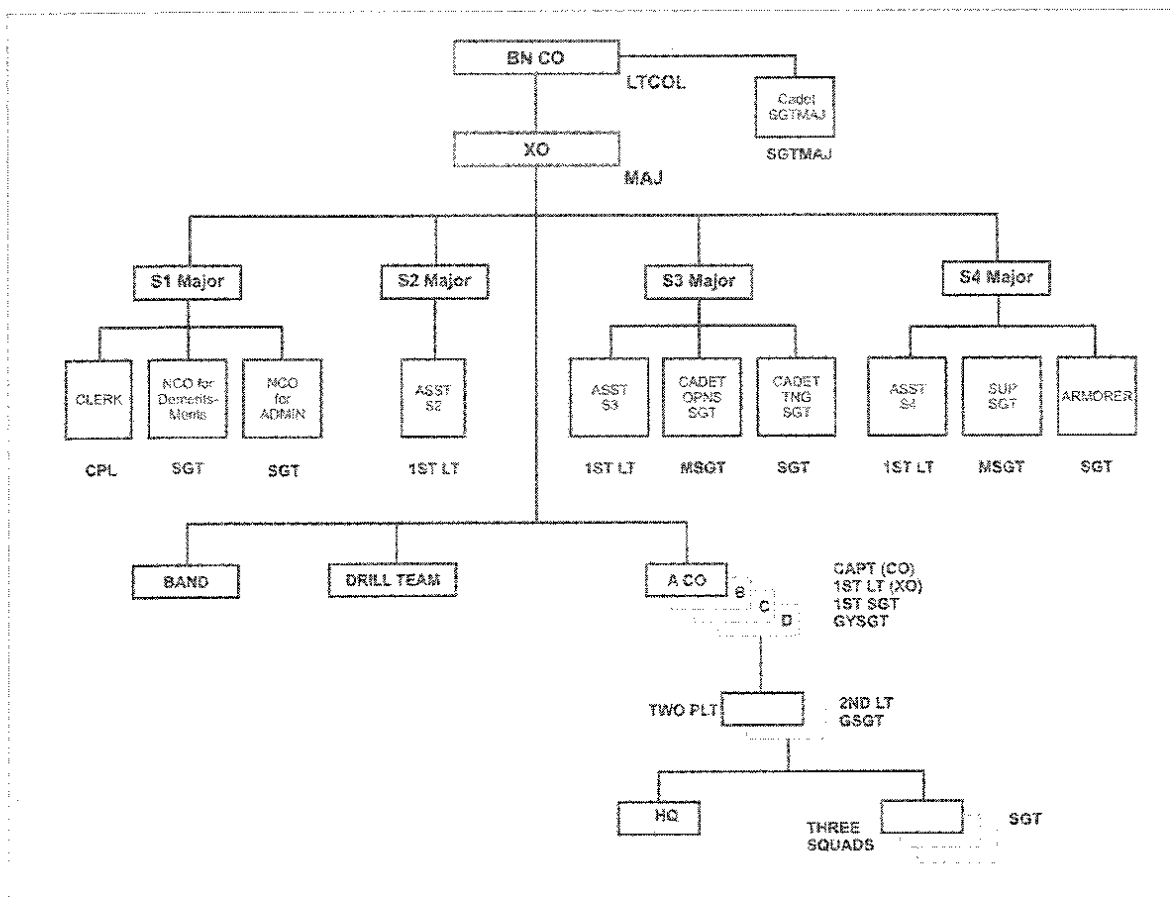 BN CO
LTCOL
Cadet
SGTMAJ
SGTMAJ
XO
MAJ
S1 Major
S2 Major
S3 Major
S4 Major
CLERK
NCO for
Demerits-
Merits
NCO
for
ADMIN
ASST
S2
ASST
S3
CADET
OPNS
SGT
CADET
TNG
SGT
ASST
S4
SUP
SGT
ARMORER
CPL
SGT
SGT
1ST LT
1ST LT
MSGT
SGT
1ST LT
MSGT
SGT
BAND
DRILL TEAM
A CO
B
C
D
CAPT (CO)
1ST LT (XO)
1ST SGT
GYSGT
TWO PLT
2ND LT
GSGT
HQ
THREE
SQUADS
SGT